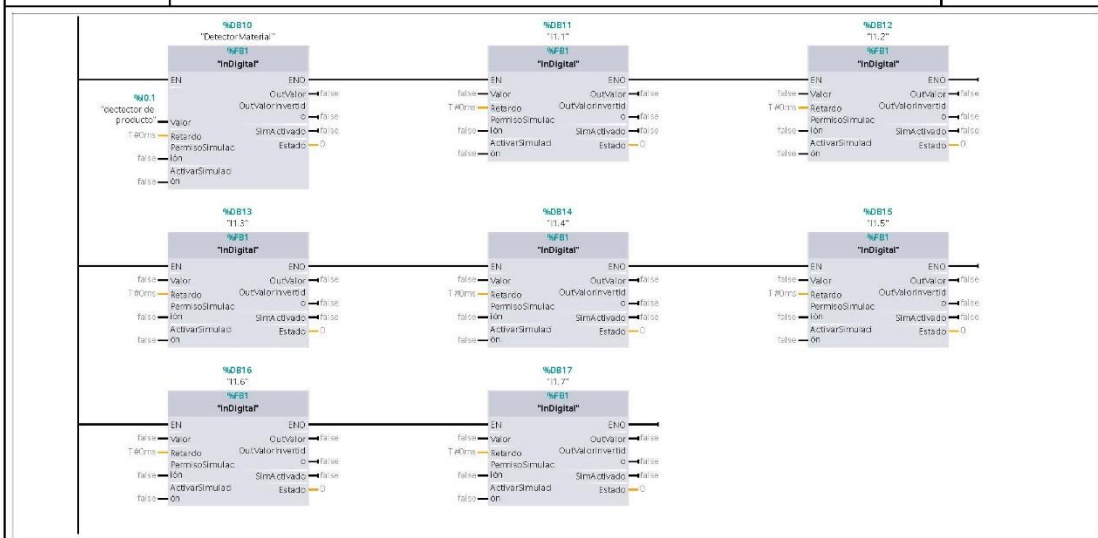 %DB10 %DB11 %DB12
"DetectorMaterial" "I1.1" "I1.2"
%FB1 %FB1 %FB1
"InDigital" "InDigital" "InDigital"
EN ENO EN ENO EN ENO
%I0.1
"dectector de
producto" Valor
T#0ms Retardo
PermisoSimulac
false ión
ActivarSimulaci
false ón
OutValor false
OutValorInvertid
o false
SimActivado false
Estado 0
false Valor OutValor false
T#0ms Retardo OutValorInvertid
PermisoSimulac o false
false ión SimActivado false
ActivarSimulaci Estado 0
false ón
false Valor OutValor false
T#0ms Retardo OutValorInvertid
PermisoSimulac o false
false ión SimActivado false
ActivarSimulaci Estado 0
false ón
%DB13 %DB14 %DB15
"I1.3" "I1.4" "I1.5"
%FB1 %FB1 %FB1
"InDigital" "InDigital" "InDigital"
EN ENO EN ENO EN ENO
false Valor OutValor false
T#0ms Retardo OutValorInvertid
PermisoSimulac o false
false ión SimActivado false
ActivarSimulaci Estado 0
false ón
false Valor OutValor false
T#0ms Retardo OutValorInvertid
PermisoSimulac o false
false ión SimActivado false
ActivarSimulaci Estado 0
false ón
false Valor OutValor false
T#0ms Retardo OutValorInvertid
PermisoSimulac o false
false ión SimActivado false
ActivarSimulaci Estado 0
false ón
%DB16 %DB17
"I1.6" "I1.7"
%FB1 %FB1
"InDigital" "InDigital"
EN ENO EN ENO
false Valor OutValor false
T#0ms Retardo OutValorInvertid
PermisoSimulac o false
false ión SimActivado false
ActivarSimulaci Estado 0
false ón
false Valor OutValor false
T#0ms Retardo OutValorInvertid
PermisoSimulac o false
false ión SimActivado false
ActivarSimulaci Estado 0
false ón